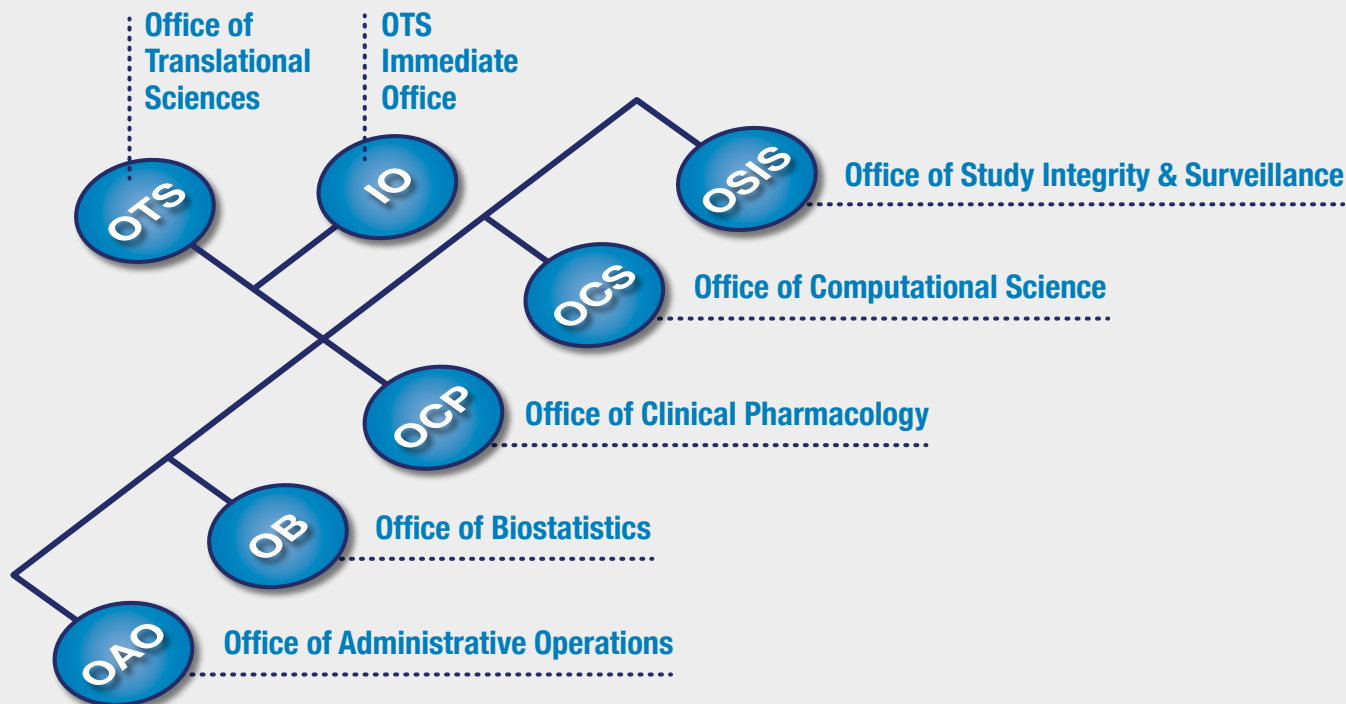 Office of
Translational
Sciences
OTS
Immediate
Office
OTS
IO
OSIS
Office of Study Integrity & Surveillance
OCS
Office of Computational Science
OCP
Office of Clinical Pharmacology
OB
Office of Biostatistics
OAO
Office of Administrative Operations